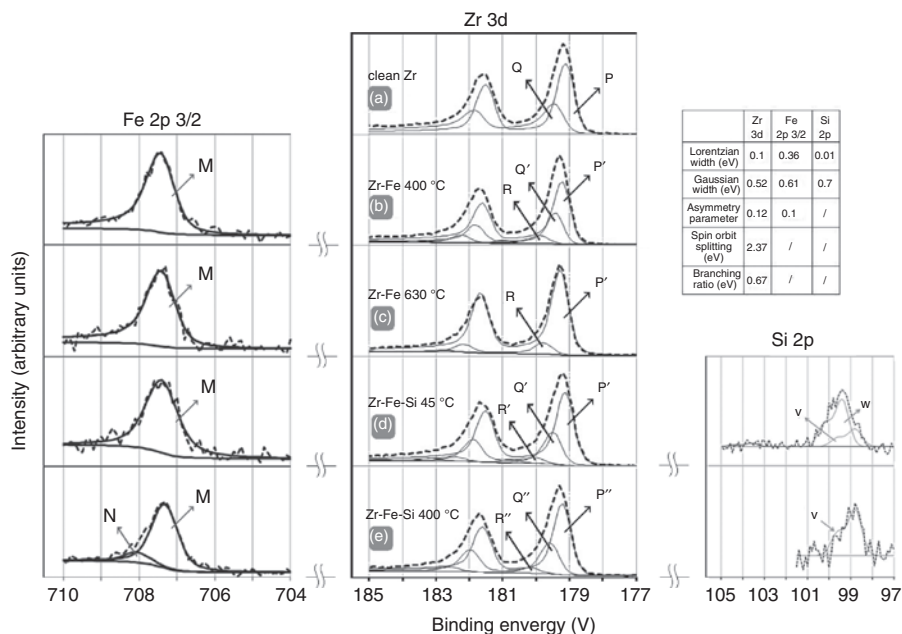 Zr 3d
Fe 2p 3/2
Intensity (arbitrary units)
M
M
M
N
M
710
708
706
704
clean Zr
(a)
Q
P
Zr-Fe 400 °C
(b)
R
Q′
P′
Zr-Fe 630 °C
(c)
R
P′
Zr-Fe-Si 45 °C
(d)
R′
Q′
P′
Zr-Fe-Si 400 °C
(e)
R″
Q″
P″
185
183
181
179
177
Binding envergy (V)
Zr 3d
Fe 2p 3/2
Si 2p
Lorentzian width (eV) 0.1 0.36 0.01
Gaussian width (eV) 0.52 0.61 0.7
Asymmetry parameter 0.12 0.1 /
Spin orbit splitting (eV) 2.37 / /
Branching ratio (eV) 0.67 / /
Si 2p
v
w
v
105
103
101
99
97